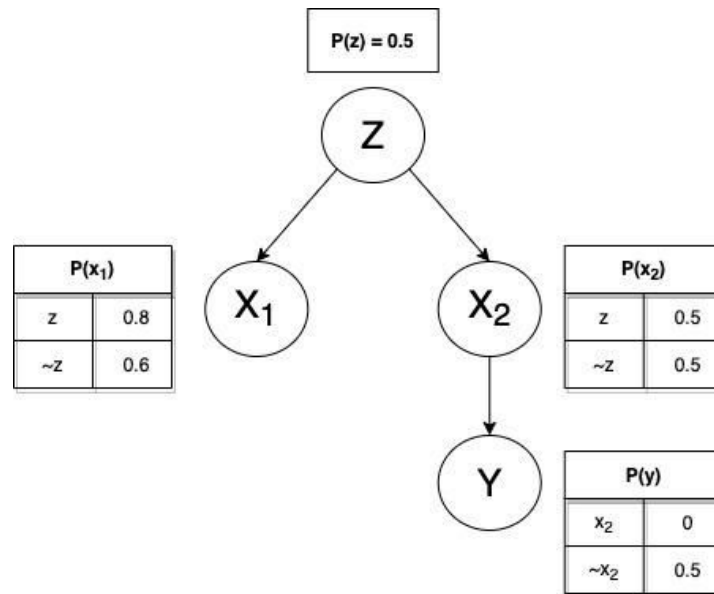 P(z) = 0.5
Z
P(x₁)
z 0.8
~z 0.6
X₁
X₂
P(x₂)
z 0.5
~z 0.5
Y
P(y)
x₂ 0
~x₂ 0.5